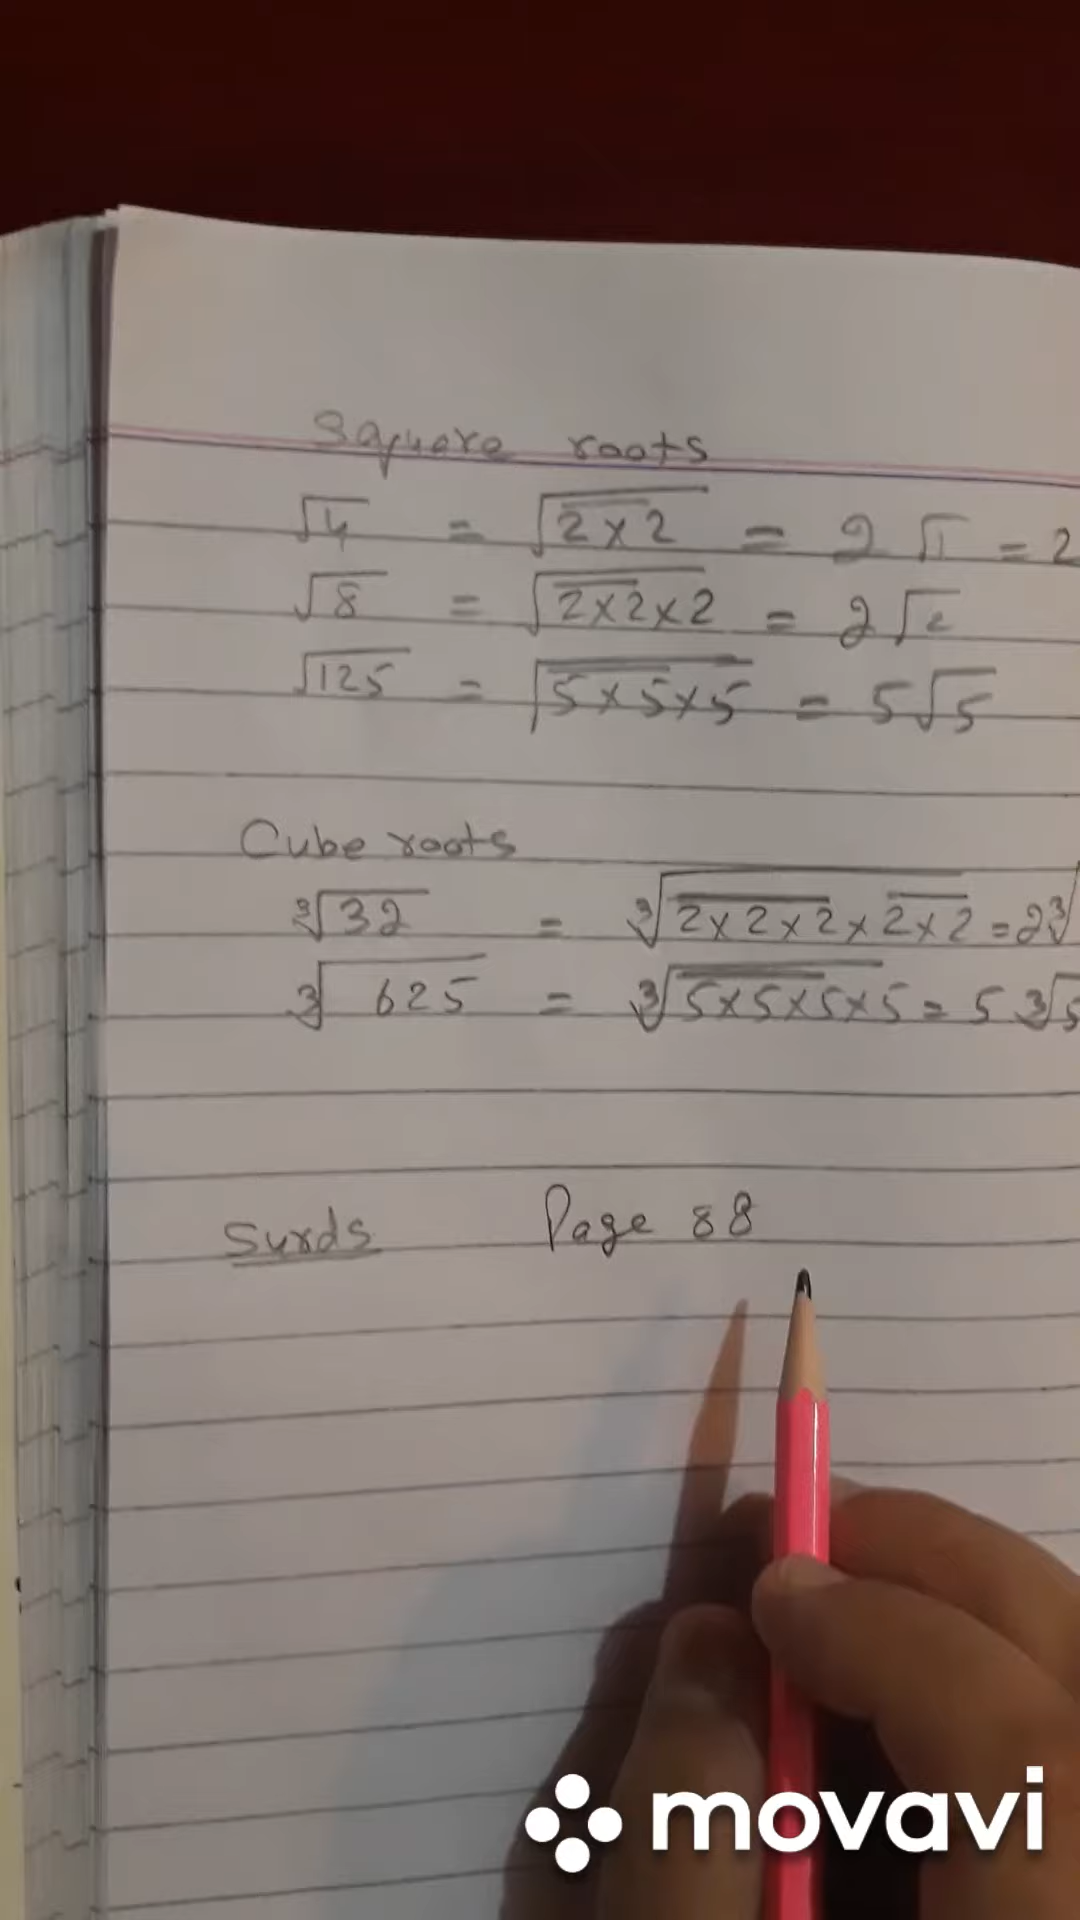 Square roots
√4 = √2×2 = 2 √1 = 2
√8 = √2×2×2 = 2√2
√125 = √5×5×5 = 5√5
Cube roots
∛32 = ∛2×2×2×2×2 = 2∛
∛625 = ∛5×5×5×5 = 5 ∛5
Surds Page 88
movavi